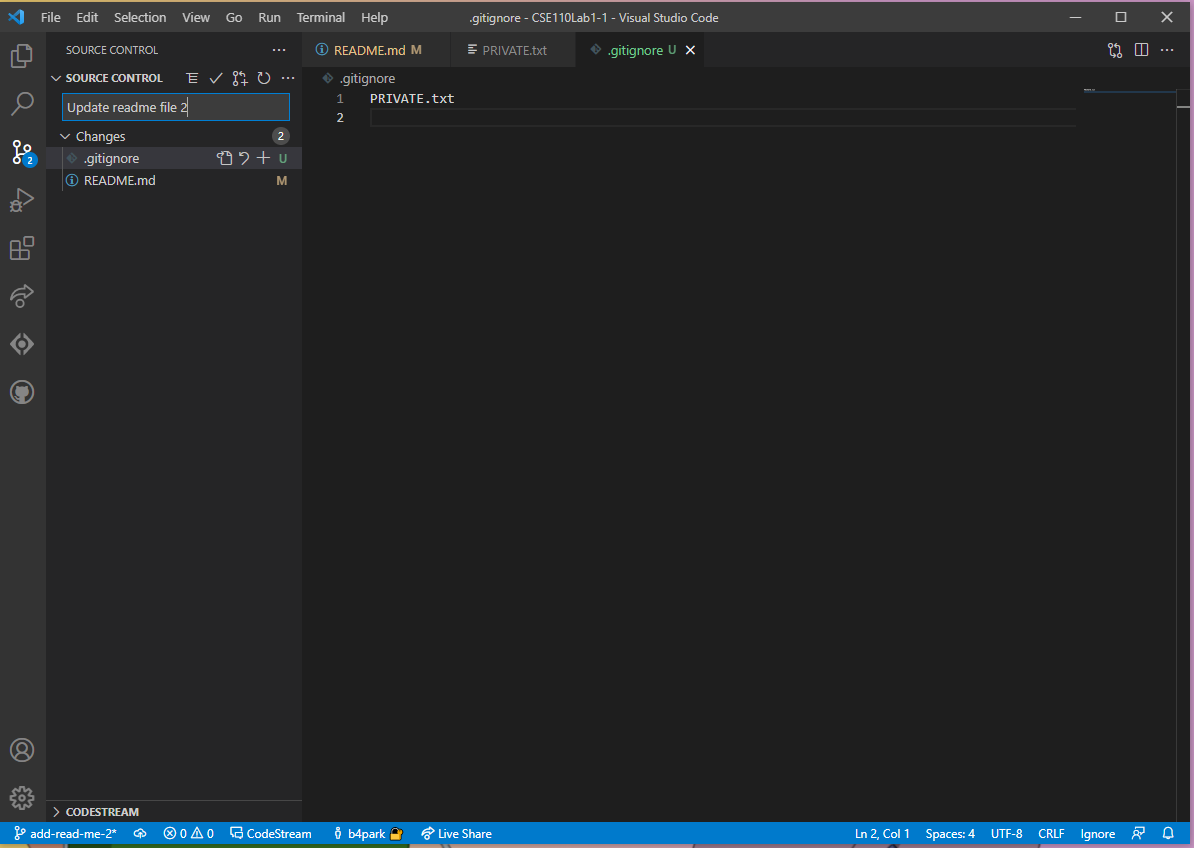 File Edit Selection View Go Run Terminal Help .gitignore - CSE110Lab1-1 - Visual Studio Code
SOURCE CONTROL
SOURCE CONTROL
Update readme file 2
Changes 2
.gitignore U
README.md M
2
CODESTREAM
README.md M PRIVATE.txt .gitignore U
.gitignore
1 PRIVATE.txt
2
add-read-me-2* 0 0 CodeStream b4park Live Share Ln 2, Col 1 Spaces: 4 UTF-8 CRLF Ignore